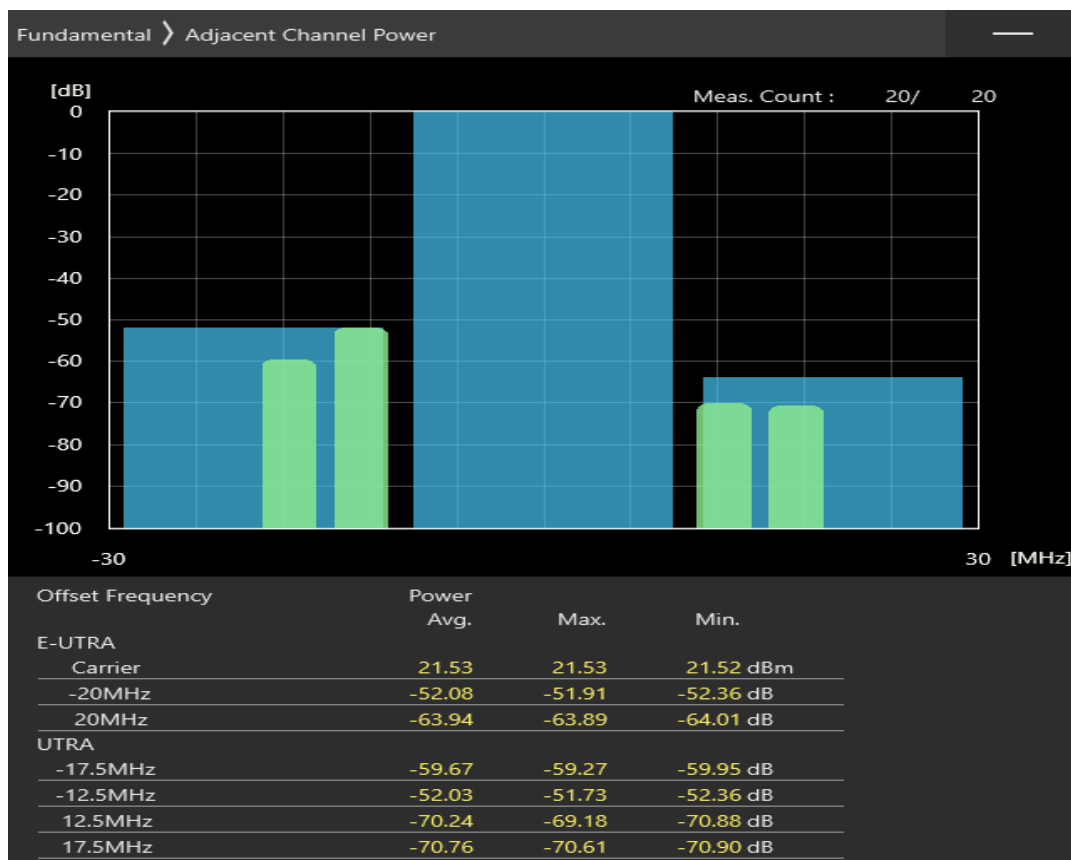 Fundamental ❯ Adjacent Channel Power
[dB]
Meas. Count : 20/ 20
0
-10
-20
-30
-40
-50
-60
-70
-80
-90
-100
-30 30 [MHz]
Offset Frequency Power
Avg. Max. Min.
E-UTRA
Carrier 21.53 21.53 21.52 dBm
-20MHz -52.08 -51.91 -52.36 dB
20MHz -63.94 -63.89 -64.01 dB
UTRA
-17.5MHz -59.67 -59.27 -59.95 dB
-12.5MHz -52.03 -51.73 -52.36 dB
12.5MHz -70.24 -69.18 -70.88 dB
17.5MHz -70.76 -70.61 -70.90 dB